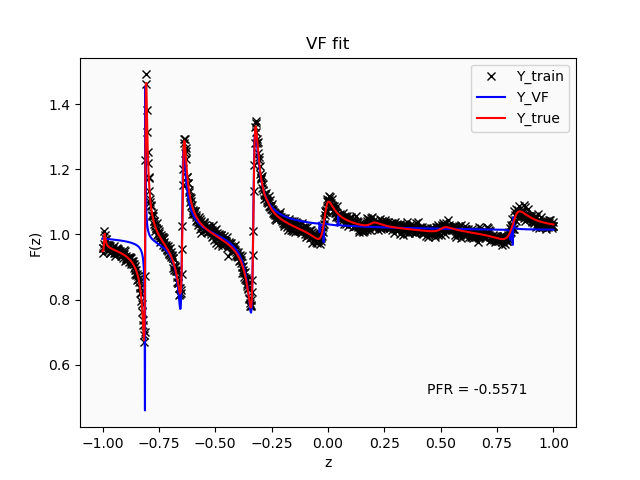 VF fit
Y_train
Y_VF
Y_true
F(z)
1.4
1.2
1.0
0.8
0.6
PFR = -0.5571
−1.00 −0.75 −0.50 −0.25 0.00 0.25 0.50 0.75 1.00
z